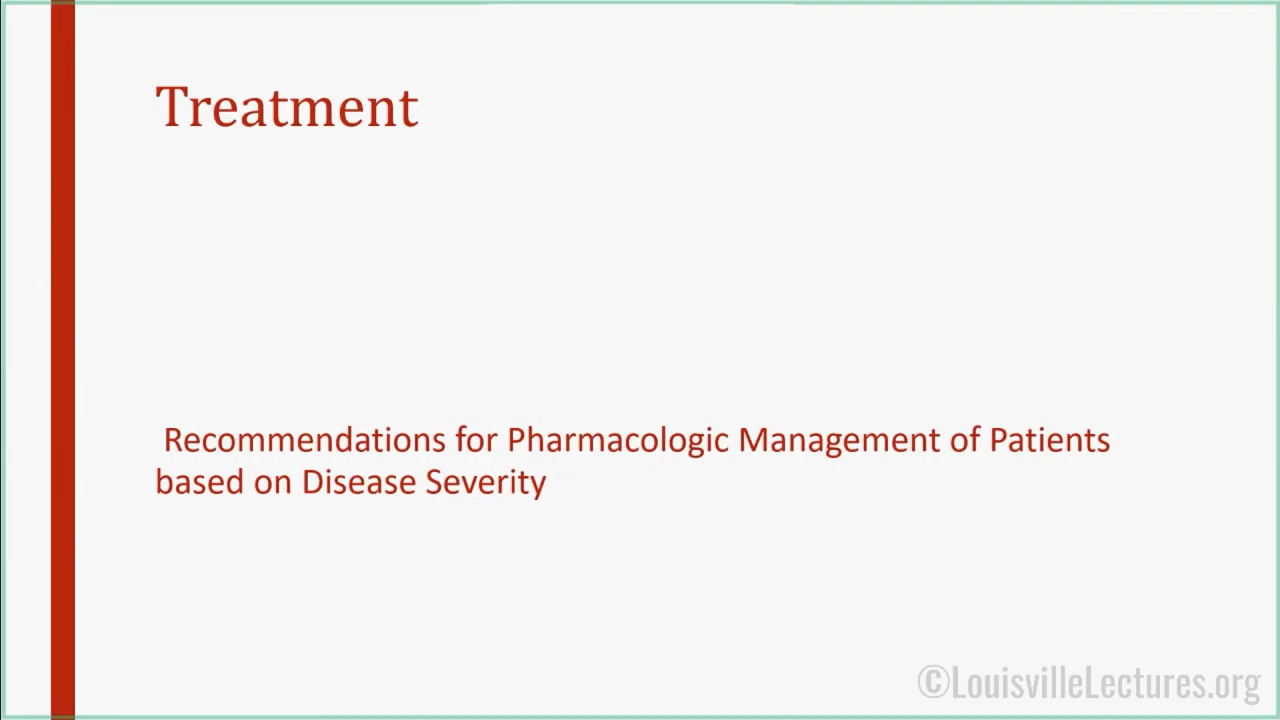 Treatment
Recommendations for Pharmacologic Management of Patients
based on Disease Severity
©LouisvilleLectures.org